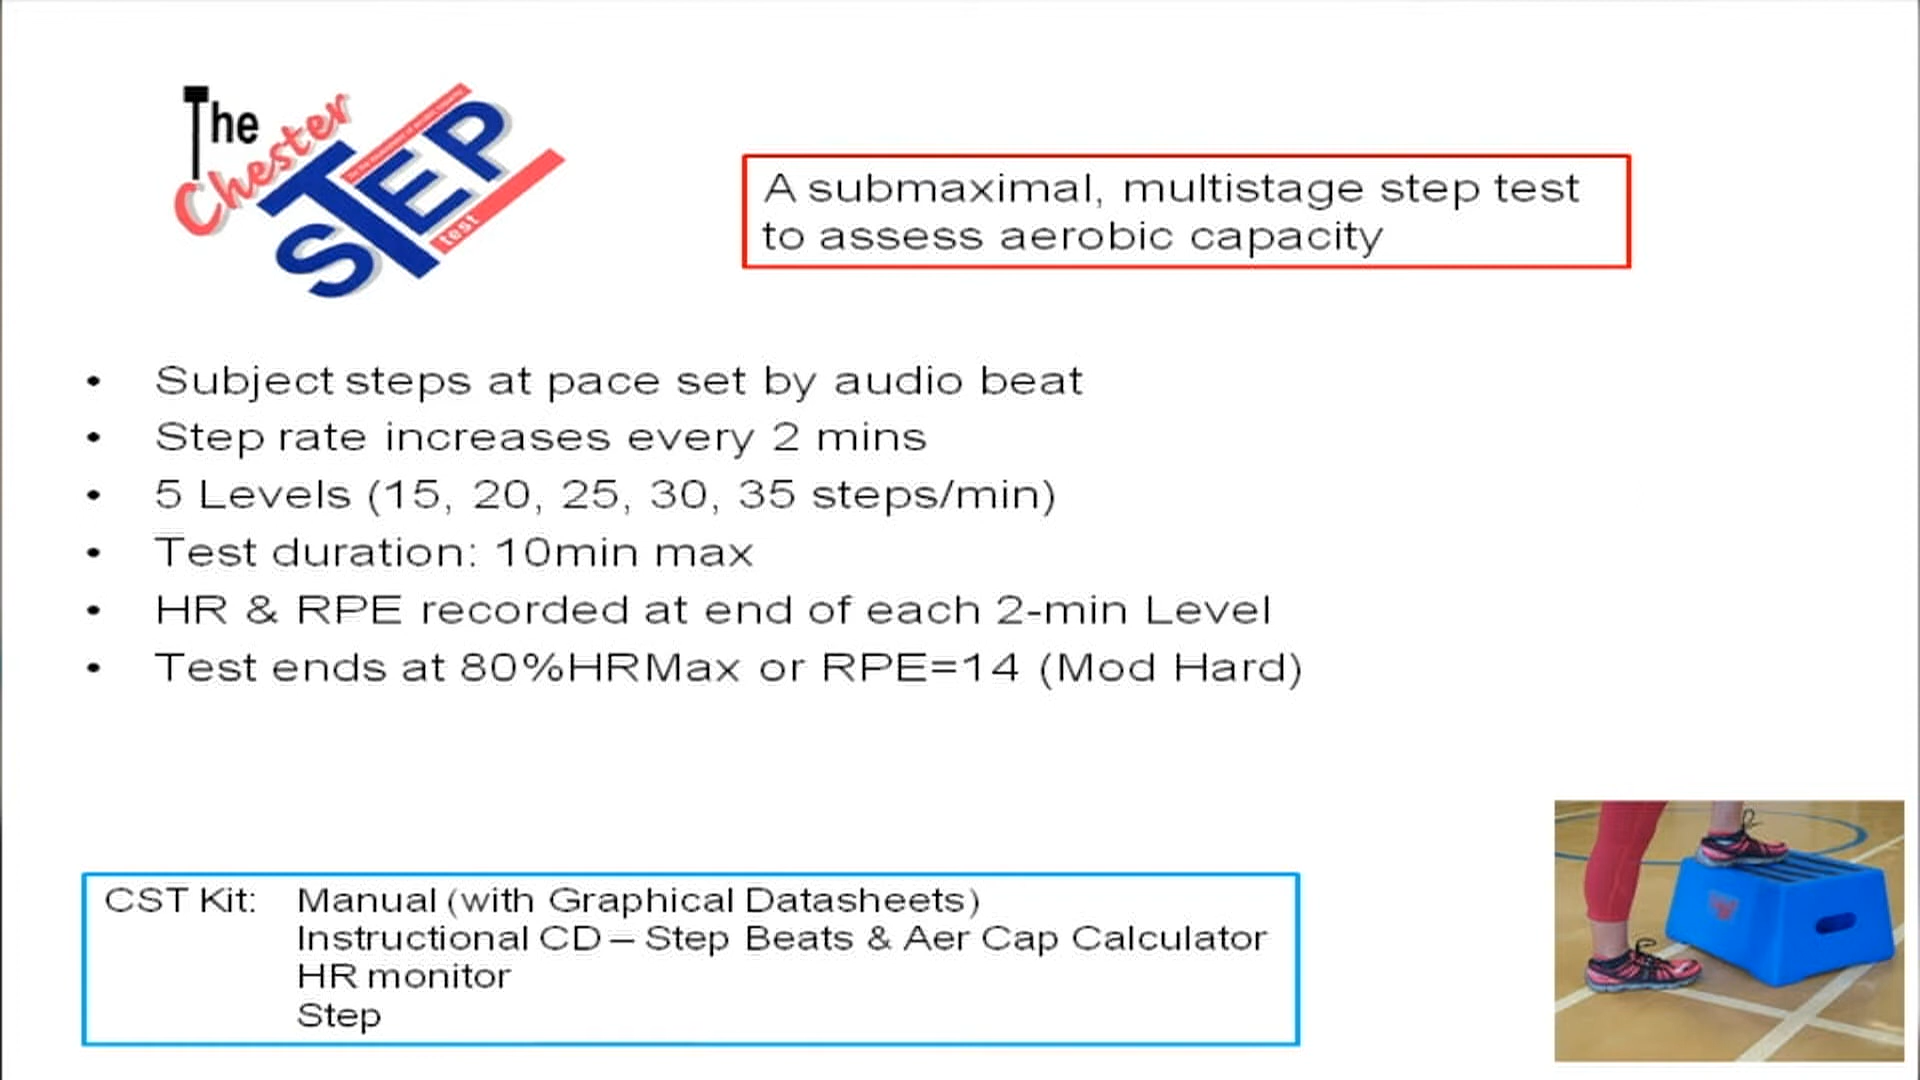 The
Chester
STEP
test
A submaximal, multistage step test
to assess aerobic capacity
• Subject steps at pace set by audio beat
• Step rate increases every 2 mins
• 5 Levels (15, 20, 25, 30, 35 steps/min)
• Test duration: 10min max
• HR & RPE recorded at end of each 2-min Level
• Test ends at 80%HRMax or RPE=14 (Mod Hard)
CST Kit: Manual (with Graphical Datasheets)
Instructional CD – Step Beats & Aer Cap Calculator
HR monitor
Step